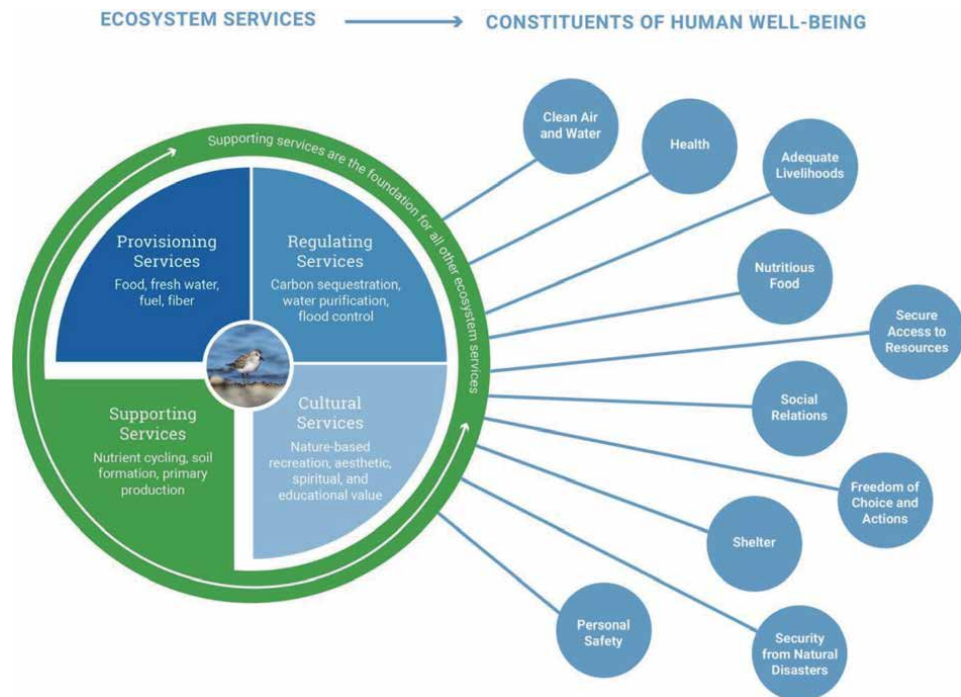 ECOSYSTEM SERVICES
CONSTITUENTS OF HUMAN WELL-BEING
Supporting services are the foundation for all other ecosystem services
Provisioning
Services
Food, fresh water,
fuel, fiber
Regulating
Services
Carbon sequestration,
water purification,
flood control
Supporting
Services
Nutrient cycling, soil
formation, primary
production
Cultural
Services
Nature-based
recreation, aesthetic,
spiritual, and
educational value
Clean Air
and Water
Health
Adequate
Livelihoods
Nutritious
Food
Secure
Access to
Resources
Social
Relations
Freedom of
Choice and
Actions
Shelter
Personal
Safety
Security
from Natural
Disasters